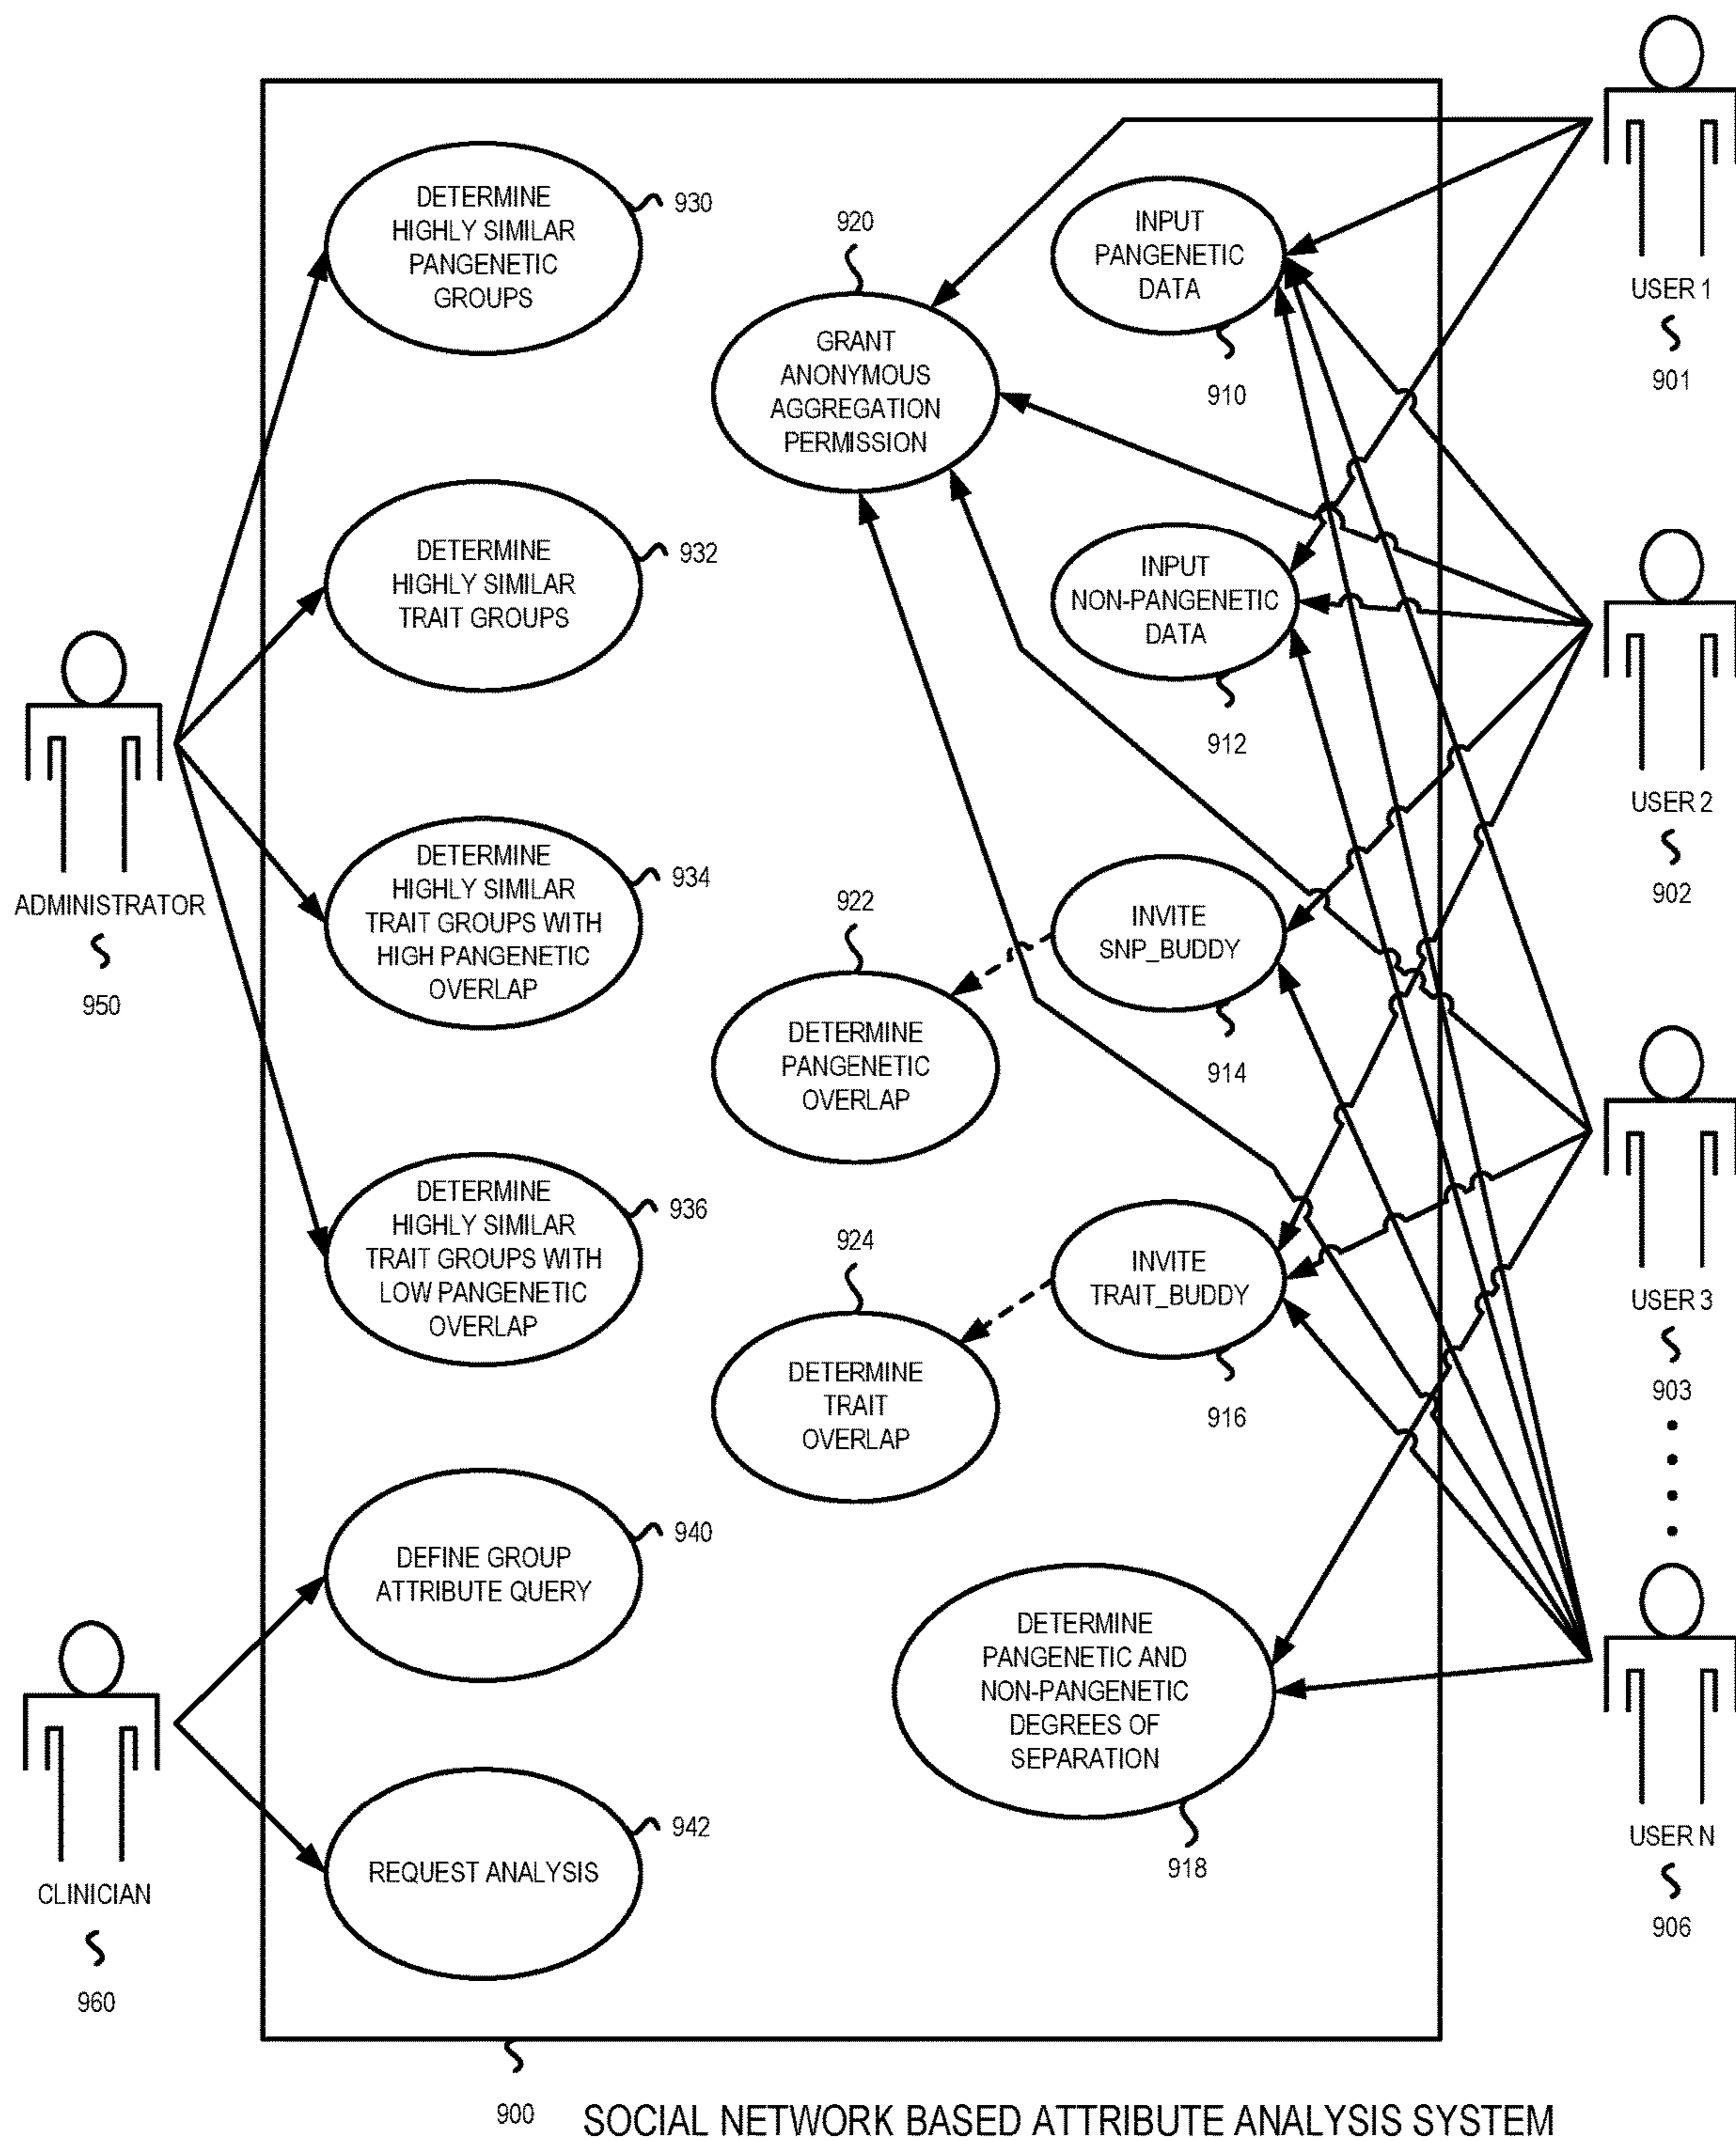 DETERMINE
HIGHLY SIMILAR
PANGENETIC
GROUPS
930
DETERMINE
HIGHLY SIMILAR
TRAIT GROUPS
932
DETERMINE
HIGHLY SIMILAR
TRAIT GROUPS WITH
HIGH PANGENETIC
OVERLAP
934
DETERMINE
HIGHLY SIMILAR
TRAIT GROUPS WITH
LOW PANGENETIC
OVERLAP
936
DEFINE GROUP
ATTRIBUTE QUERY
940
REQUEST ANALYSIS
942
ADMINISTRATOR
950
CLINICIAN
960
920
GRANT
ANONYMOUS
AGGREGATION
PERMISSION
922
DETERMINE
PANGENETIC
OVERLAP
924
DETERMINE
TRAIT
OVERLAP
INPUT
PANGENETIC
DATA
910
INPUT
NON-PANGENETIC
DATA
912
INVITE
SNP_BUDDY
914
INVITE
TRAIT_BUDDY
916
DETERMINE
PANGENETIC AND
NON-PANGENETIC
DEGREES OF
SEPARATION
918
USER 1
901
USER 2
902
USER 3
903
USER N
906
900
SOCIAL NETWORK BASED ATTRIBUTE ANALYSIS SYSTEM